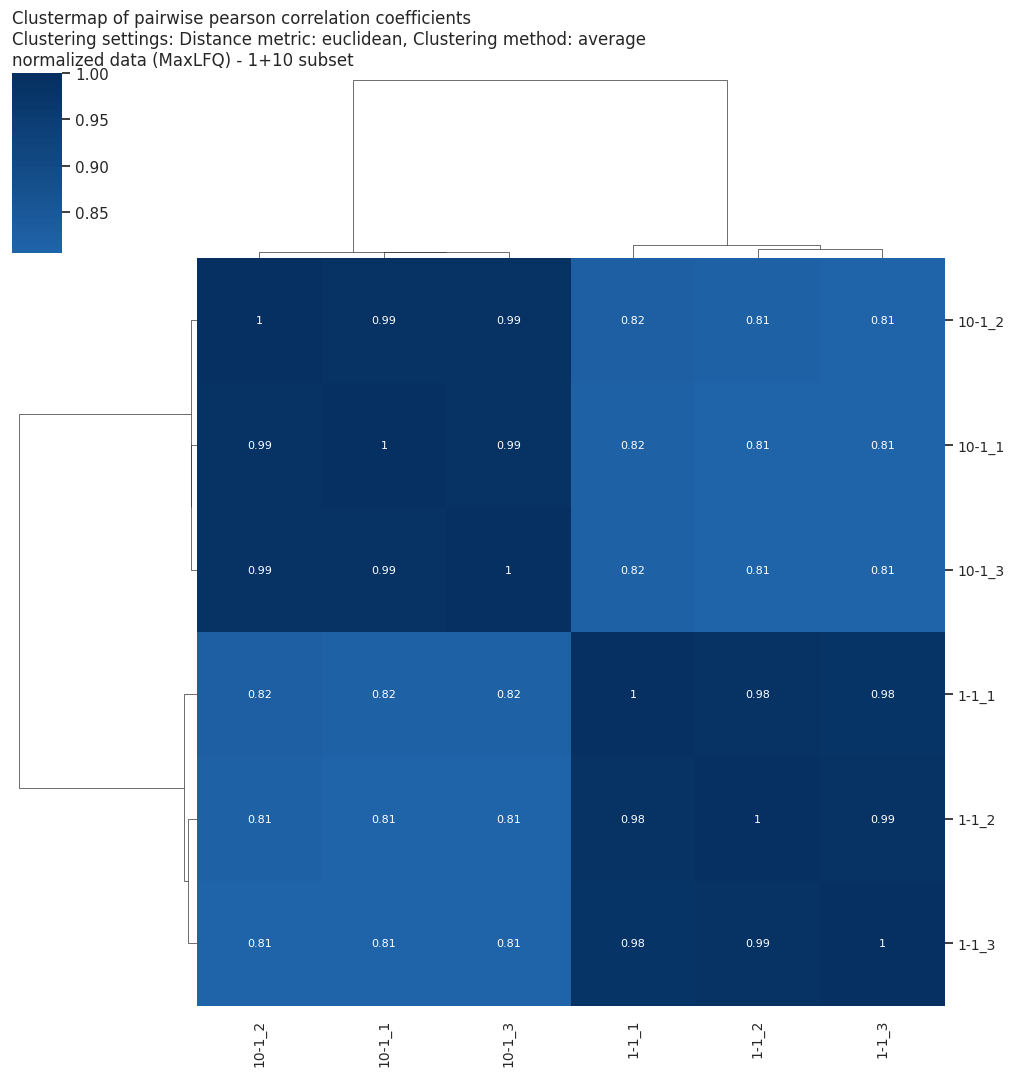 Clustermap of pairwise pearson correlation coefficients
Clustering settings: Distance metric: euclidean, Clustering method: average
normalized data (MaxLFQ) - 1+10 subset
1.00
0.95
0.90
0.85
1 0.99 0.99 0.82 0.81 0.81 10-1_2
0.99 1 0.99 0.82 0.81 0.81 10-1_1
0.99 0.99 1 0.82 0.81 0.81 10-1_3
0.82 0.82 0.82 1 0.98 0.98 1-1_1
0.81 0.81 0.81 0.98 1 0.99 1-1_2
0.81 0.81 0.81 0.98 0.99 1 1-1_3
10-1_2 10-1_1 10-1_3 1-1_1 1-1_2 1-1_3